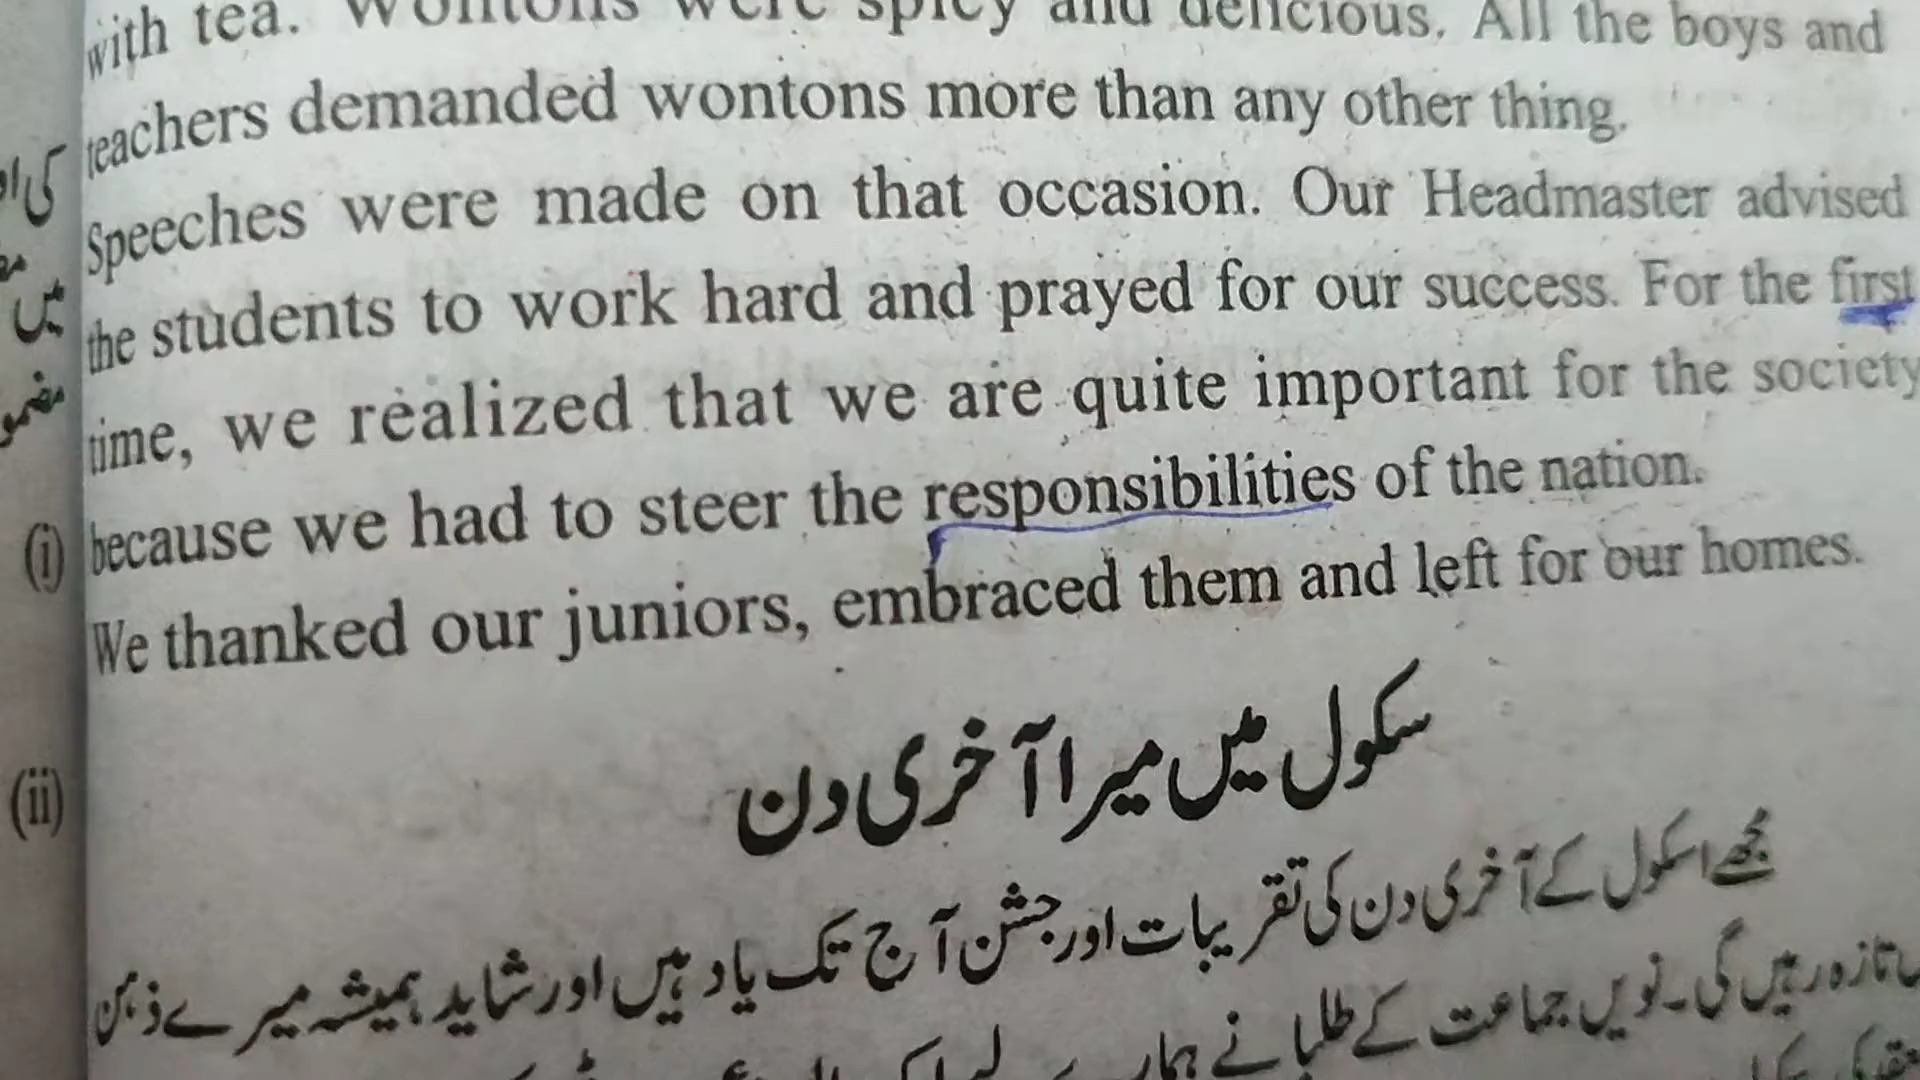 with tea. Wontons were spicy and delicious. All the boys and
teachers demanded wontons more than any other thing.
Speeches were made on that occasion. Our Headmaster advised
the students to work hard and prayed for our success. For the first
time, we realized that we are quite important for the society
(i) because we had to steer the responsibilities of the nation.
We thanked our juniors, embraced them and left for our homes.
سکول میں میرا آخری دن
(ii)
مجھے اسکول کے آخری دن کی تقریبات اور جشن آج تک یاد ہیں اور شاید ہمیشہ میرے ذہن
تازہ رہیں گی۔ نویں جماعت کے طلبا نے ہمارے